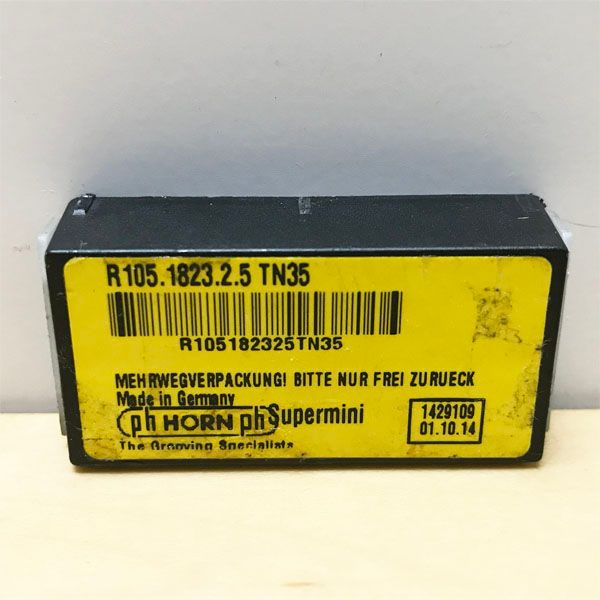 R105.1823.2.5 TN35
R105182325TN35
MEHRWEGVERPACKUNG! BITTE NUR FREI ZURUECK
Made in Germany
ph HORN ph Supermini
The Grooving Specialists
1429109
01.10.14